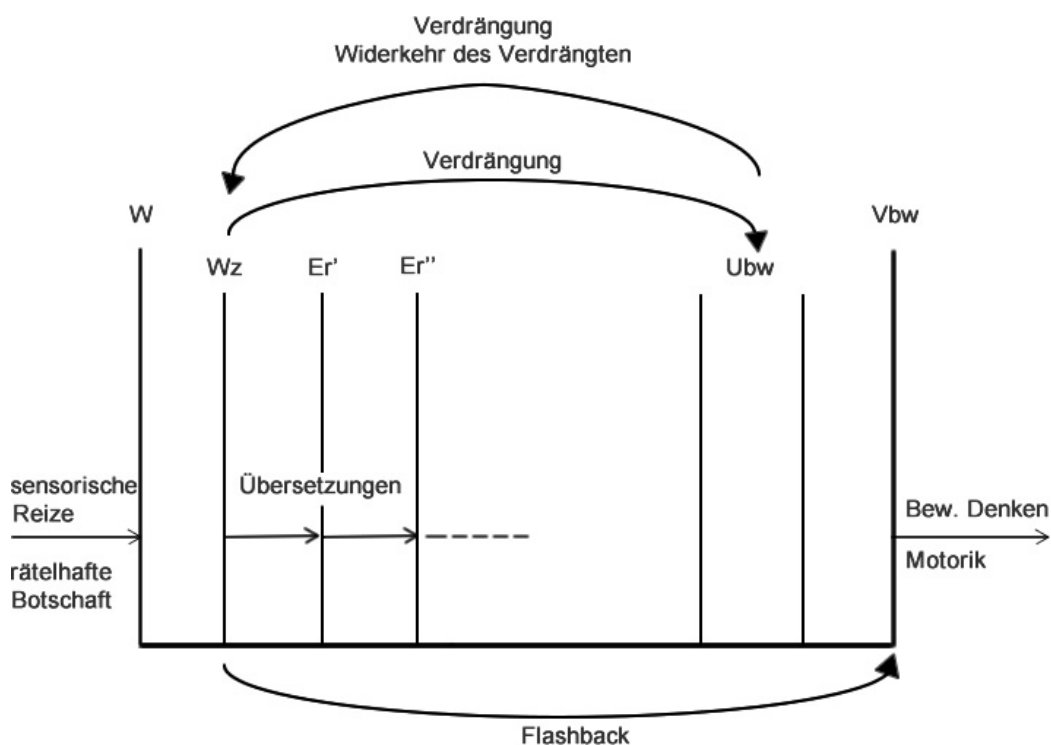 Verdrängung
Widerkehr des Verdrängten
Verdrängung
W
Vbw
Wz
Er'
Er''
Ubw
sensorische
Reize
Übersetzungen
Bew. Denken
rätelhafte
Botschaft
Motorik
Flashback